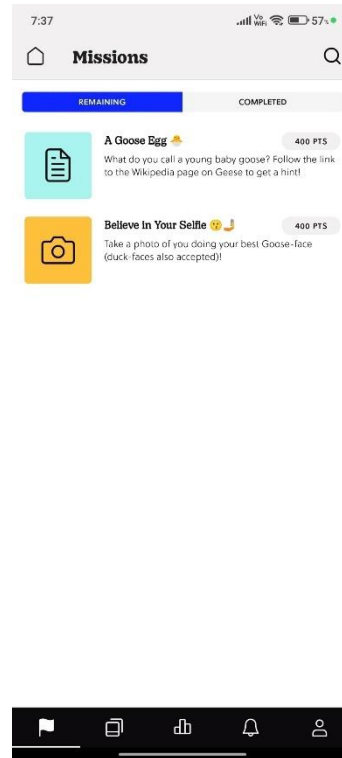 7:37
Vo WiFi 57%
Missions
REMAINING
COMPLETED
A Goose Egg 🐣
400 PTS
What do you call a young baby goose? Follow the link
to the Wikipedia page on Geese to get a hint!
Believe in Your Selfie 😗🤳
400 PTS
Take a photo of you doing your best Goose-face
(duck-faces also accepted)!